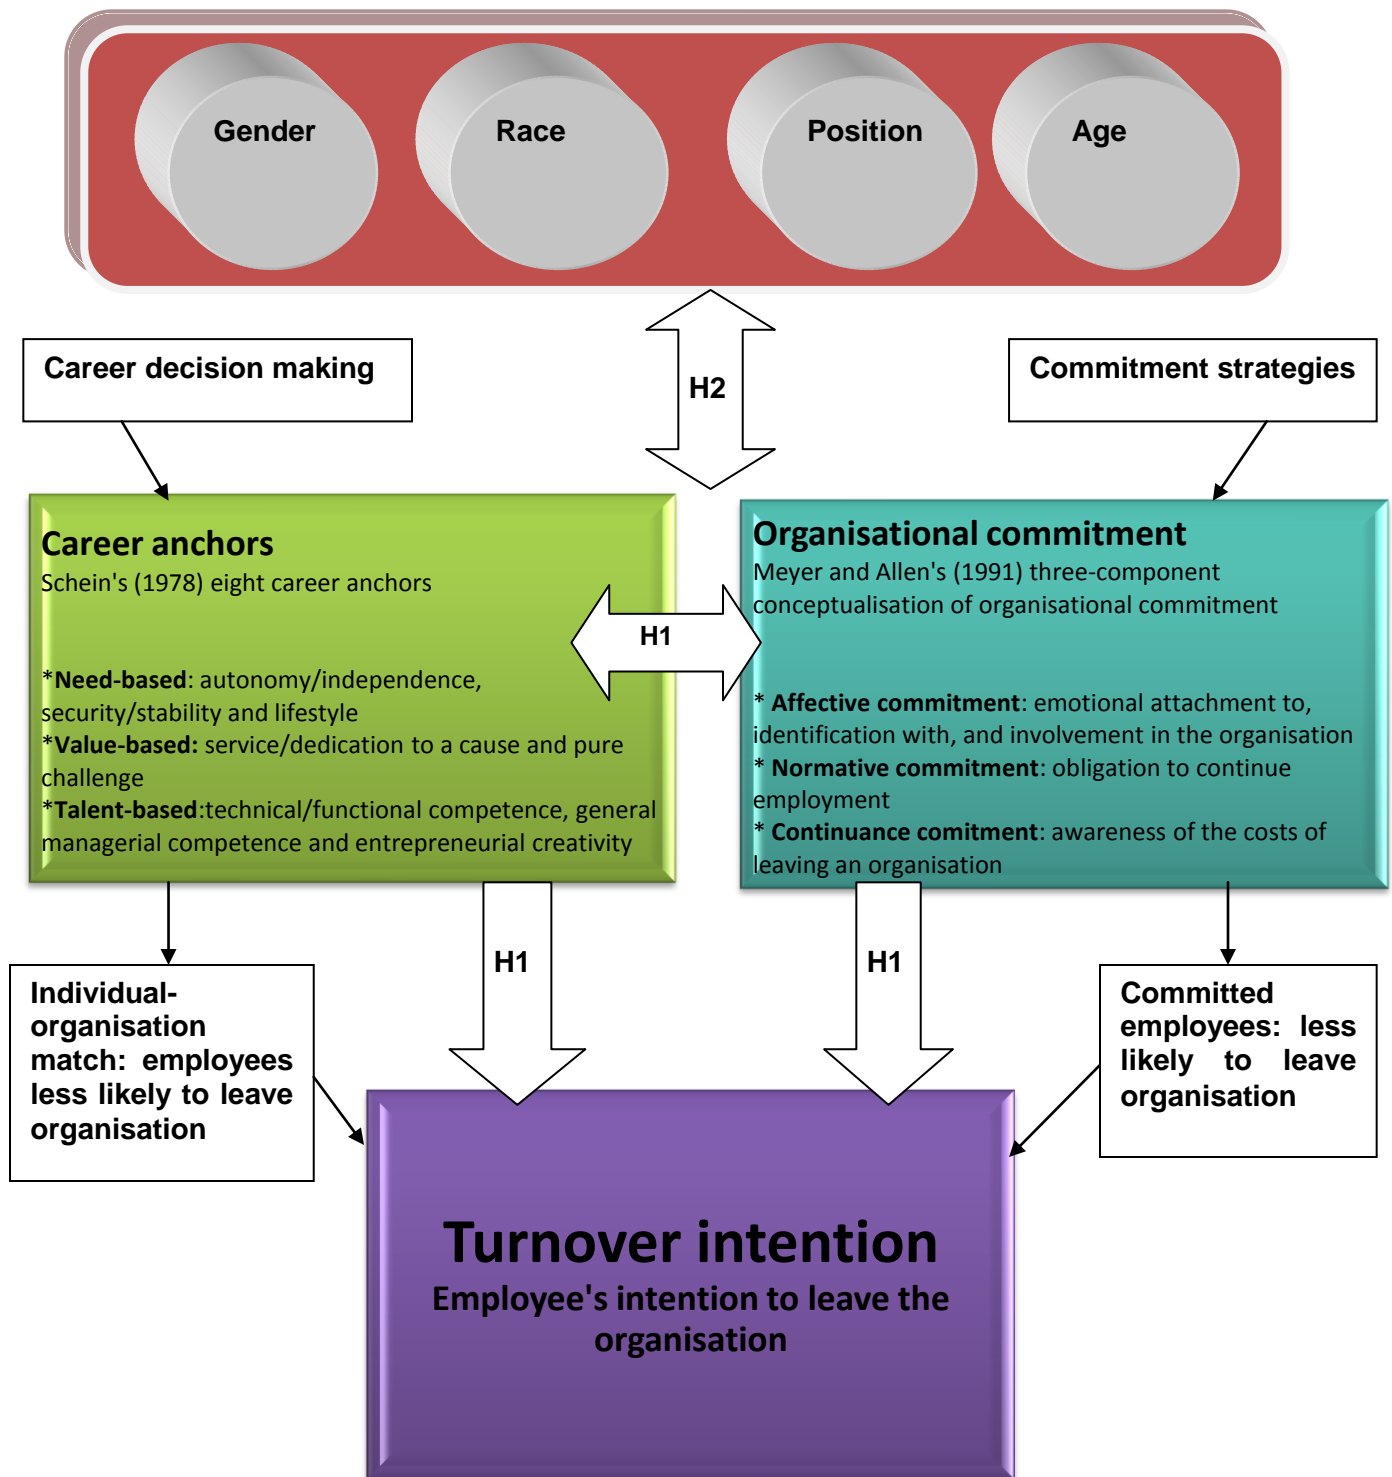 Gender
Race
Position
Age
H2
Career decision making
Commitment strategies
Career anchors
Schein's (1978) eight career anchors
*Need-based: autonomy/independence,
security/stability and lifestyle
*Value-based: service/dedication to a cause and pure
challenge
*Talent-based:technical/functional competence, general
managerial competence and entrepreneurial creativity
H1
Organisational commitment
Meyer and Allen's (1991) three-component
conceptualisation of organisational commitment
* Affective commitment: emotional attachment to,
identification with, and involvement in the organisation
* Normative commitment: obligation to continue
employment
* Continuance comitment: awareness of the costs of
leaving an organisation
H1
H1
Individual-
organisation
match: employees
less likely to leave
organisation
Committed
employees: less
likely to leave
organisation
Turnover intention
Employee's intention to leave the
organisation